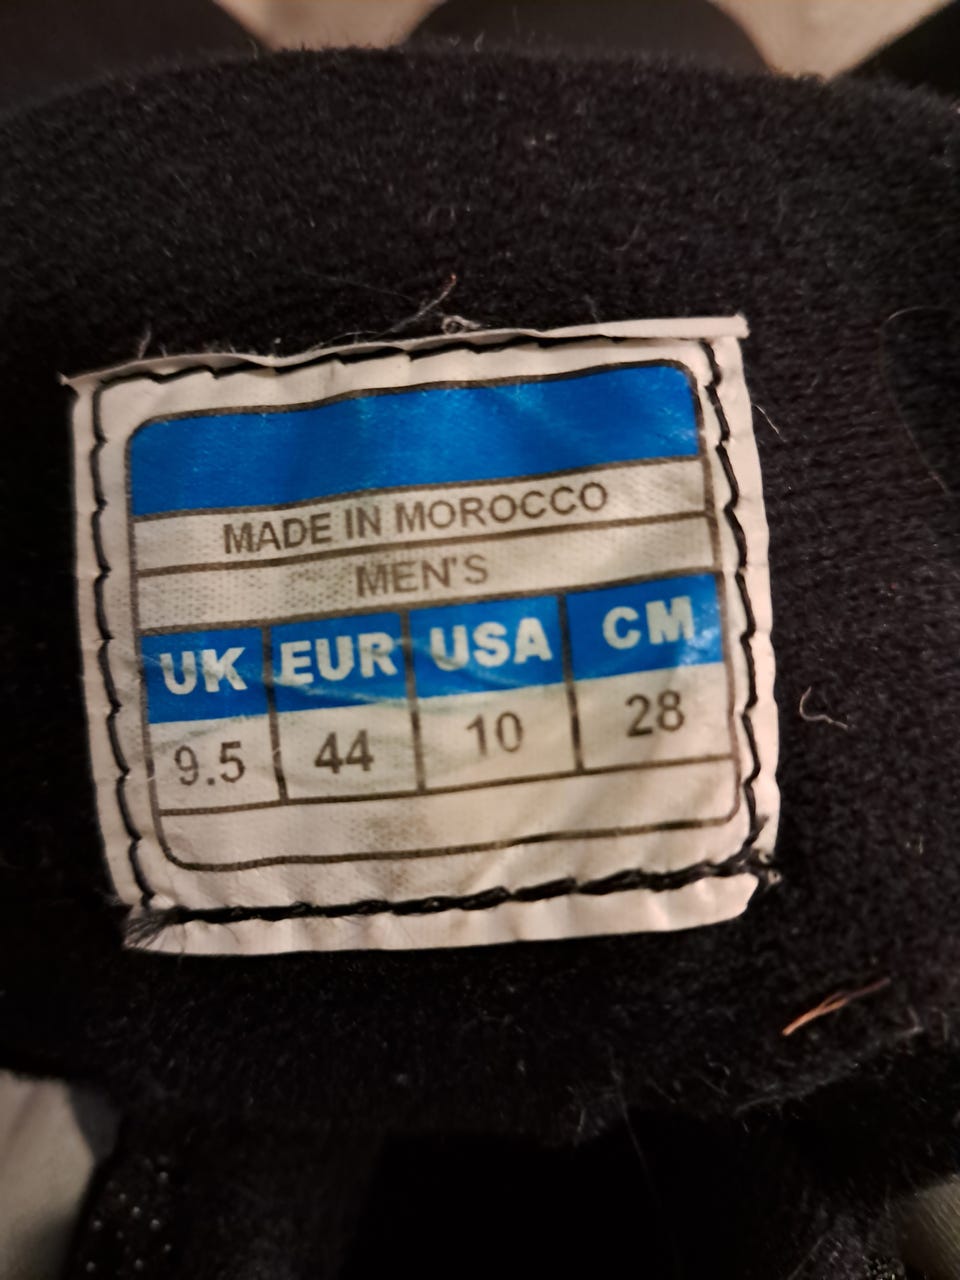 MADE IN MOROCCO
MEN'S
UK EUR USA CM
9.5 44 10 28